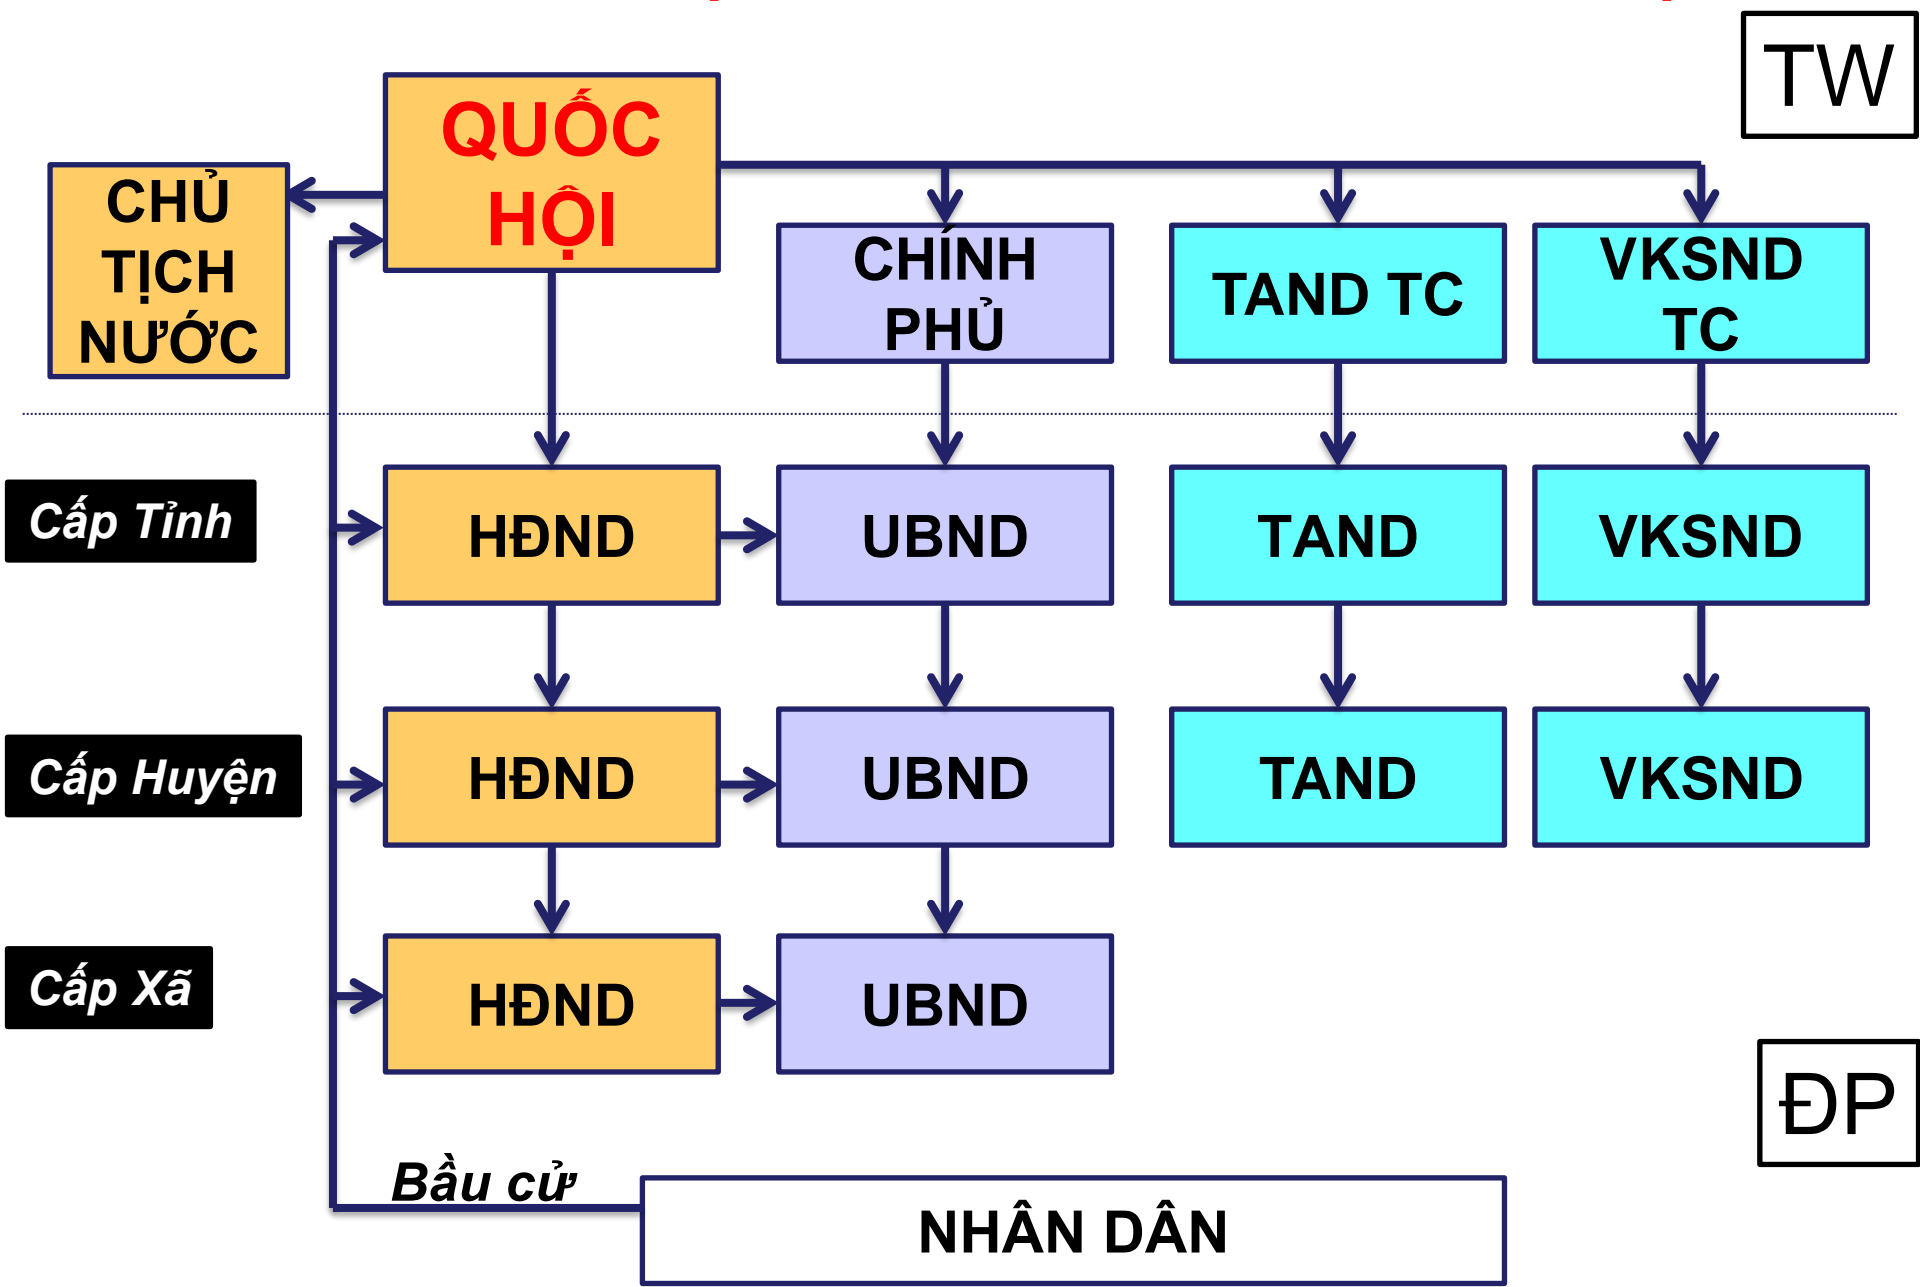 TW
QUỐC
HỘI
CHỦ
TỊCH
NƯỚC
CHÍNH
PHỦ
TAND TC
VKSND
TC
Cấp Tỉnh
HĐND
UBND
TAND
VKSND
Cấp Huyện
HĐND
UBND
TAND
VKSND
Cấp Xã
HĐND
UBND
ĐP
Bầu cử
NHÂN DÂN